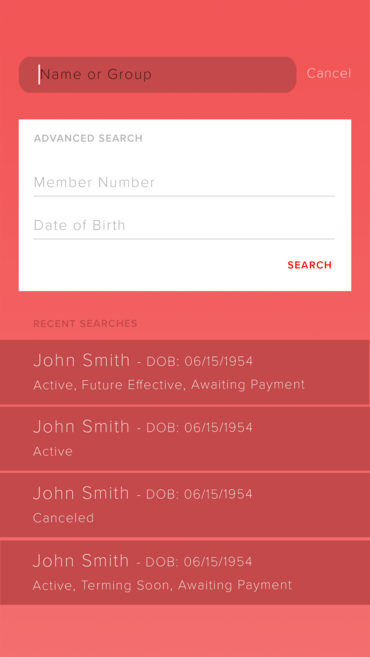 Name or Group
Cancel
ADVANCED SEARCH
Member Number
Date of Birth
SEARCH
RECENT SEARCHES
John Smith - DOB: 06/15/1954
Active, Future Effective, Awaiting Payment
John Smith - DOB: 06/15/1954
Active
John Smith - DOB: 06/15/1954
Canceled
John Smith - DOB: 06/15/1954
Active, Terming Soon, Awaiting Payment